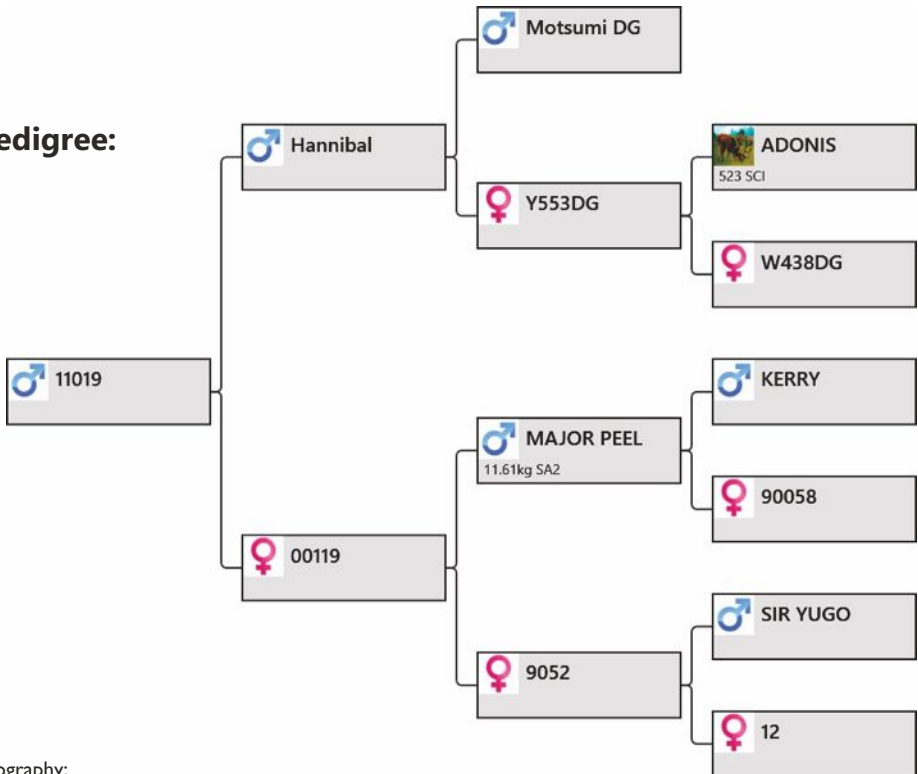 Motsumi DG
edigree:
Hannibal
ADONIS
523 SCI
Y553DG
W438DG
11019
KERRY
MAJOR PEEL
11.61kg SA2
90058
00119
SIR YUGO
9052
12
ography: